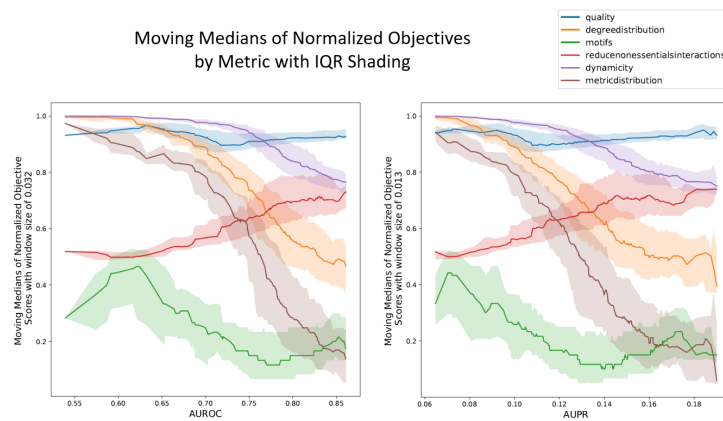 Moving Medians of Normalized Objectives
by Metric with IQR Shading
quality
degreedistribution
motifs
reducenonessentialsinteractions
dynamicity
metricdistribution
Moving Medians of Normalized Objective
Scores with window size of 0.032
1.0
0.8
0.6
0.4
0.2
0.55
0.60
0.65
0.70
0.75
0.80
0.85
AUROC
Moving Medians of Normalized Objective
Scores with window size of 0.013
1.0
0.8
0.6
0.4
0.2
0.06
0.08
0.10
0.12
0.14
0.16
0.18
AUPR